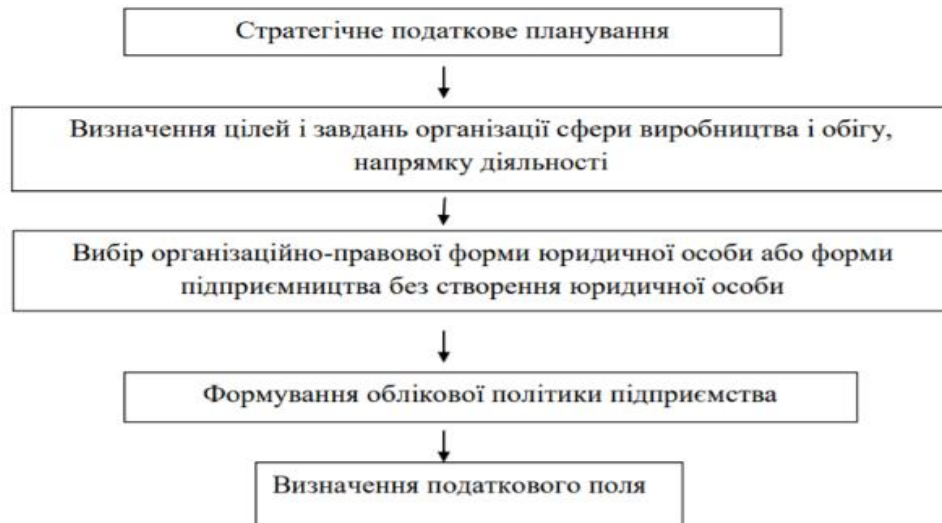 Стратегічне податкове планування
Визначення цілей і завдань організації сфери виробництва і обігу,
напрямку діяльності
Вибір організаційно-правової форми юридичної особи або форми
підприємництва без створення юридичної особи
Формування облікової політики підприємства
Визначення податкового поля